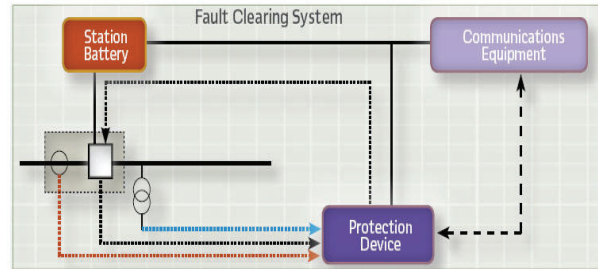 Fault Clearing System
Station
Battery
Communications
Equipment
Protection
Device